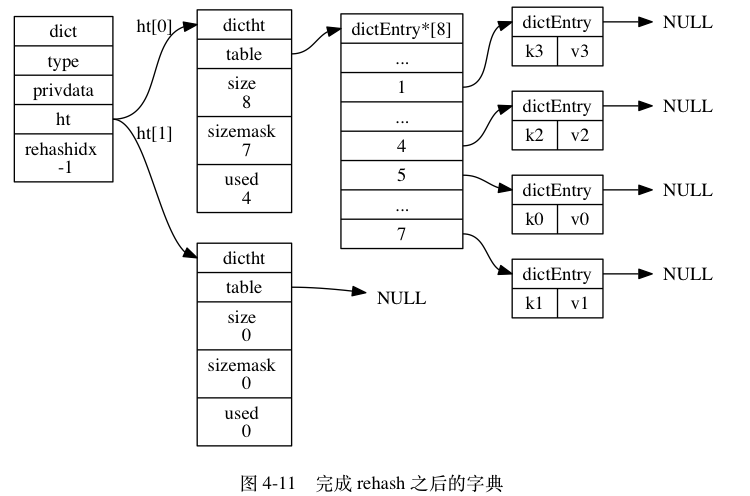 dict
type
privdata
ht
rehashidx
-1
ht[0]
ht[1]
dictht
table
size
8
sizemask
7
used
4
dictht
table
size
0
sizemask
0
used
0
NULL
dictEntry*[8]
...
1
...
4
5
...
7
dictEntry
k3 v3
NULL
dictEntry
k2 v2
NULL
dictEntry
k0 v0
NULL
dictEntry
k1 v1
NULL
图 4-11 完成 rehash 之后的字典